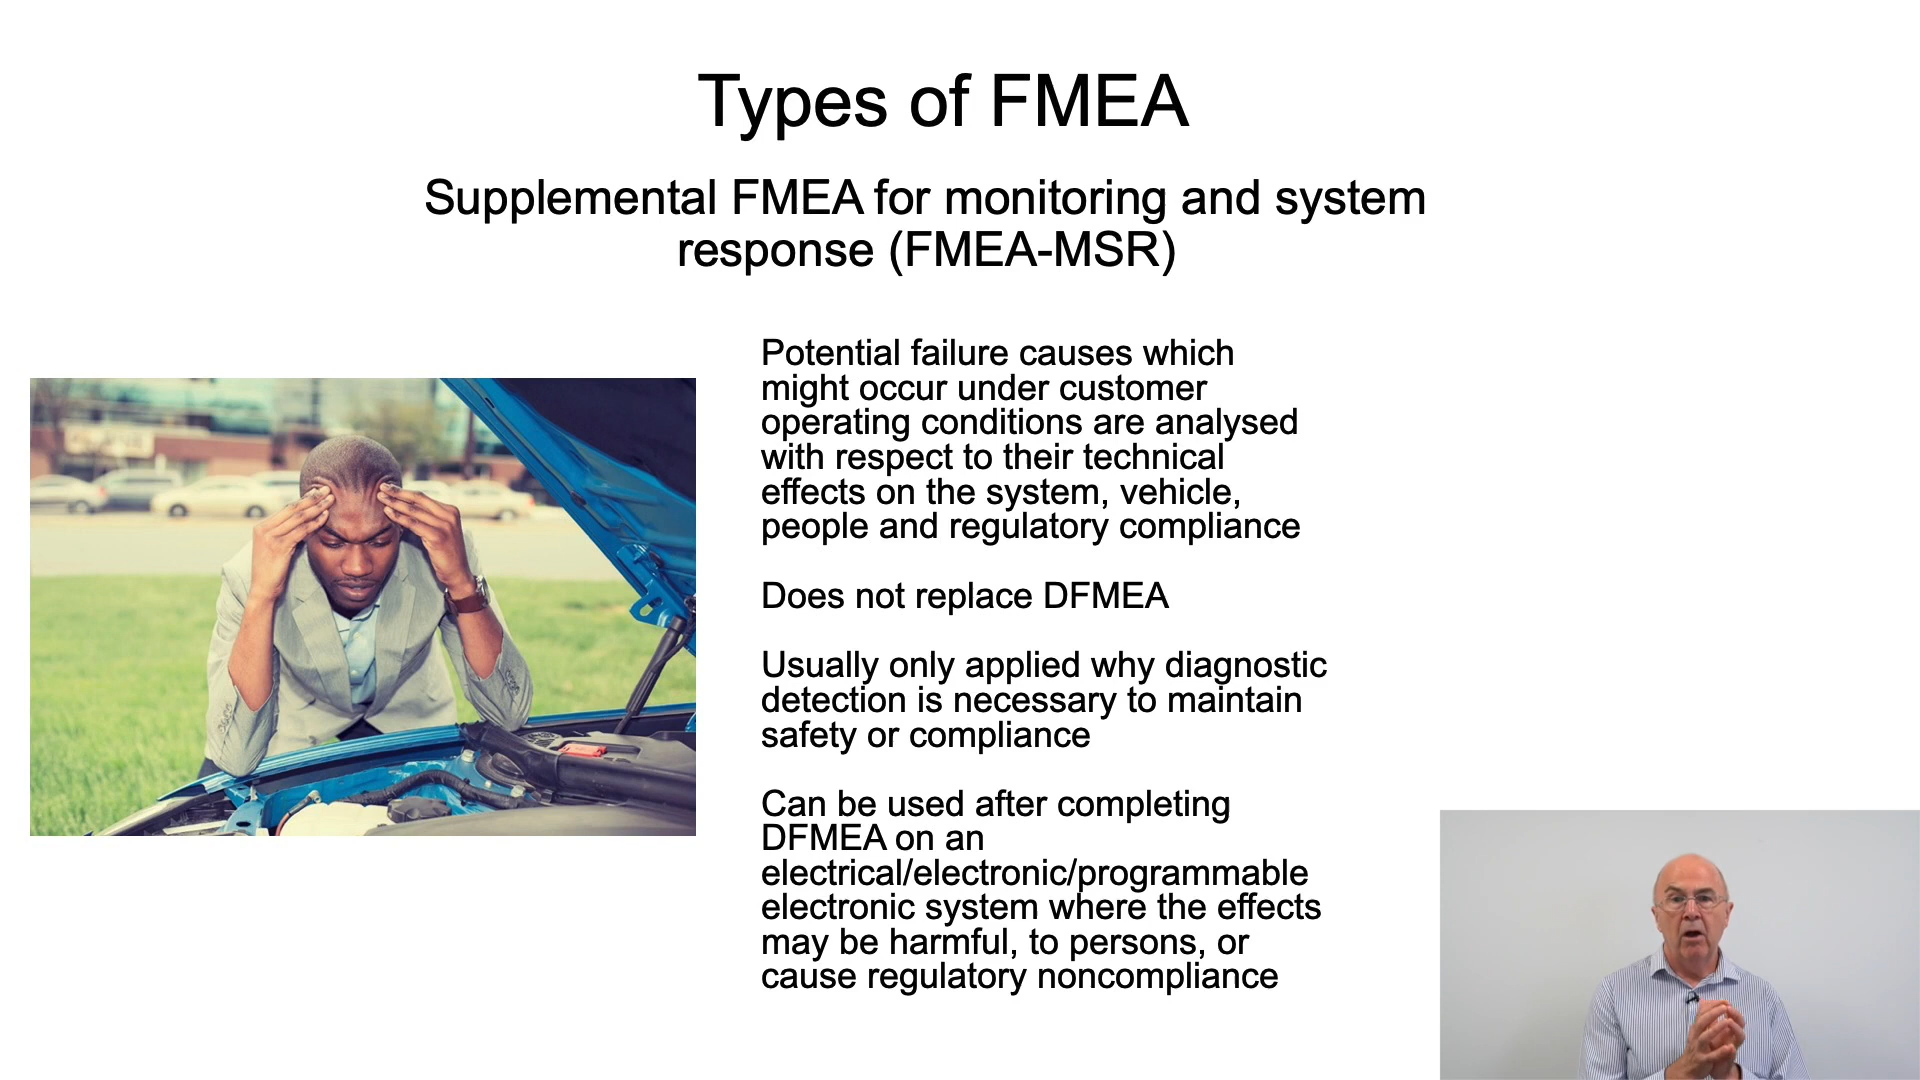 Types of FMEA
Supplemental FMEA for monitoring and system
response (FMEA-MSR)
Potential failure causes which
might occur under customer
operating conditions are analysed
with respect to their technical
effects on the system, vehicle,
people and regulatory compliance
Does not replace DFMEA
Usually only applied why diagnostic
detection is necessary to maintain
safety or compliance
Can be used after completing
DFMEA on an
electrical/electronic/programmable
electronic system where the effects
may be harmful, to persons, or
cause regulatory noncompliance